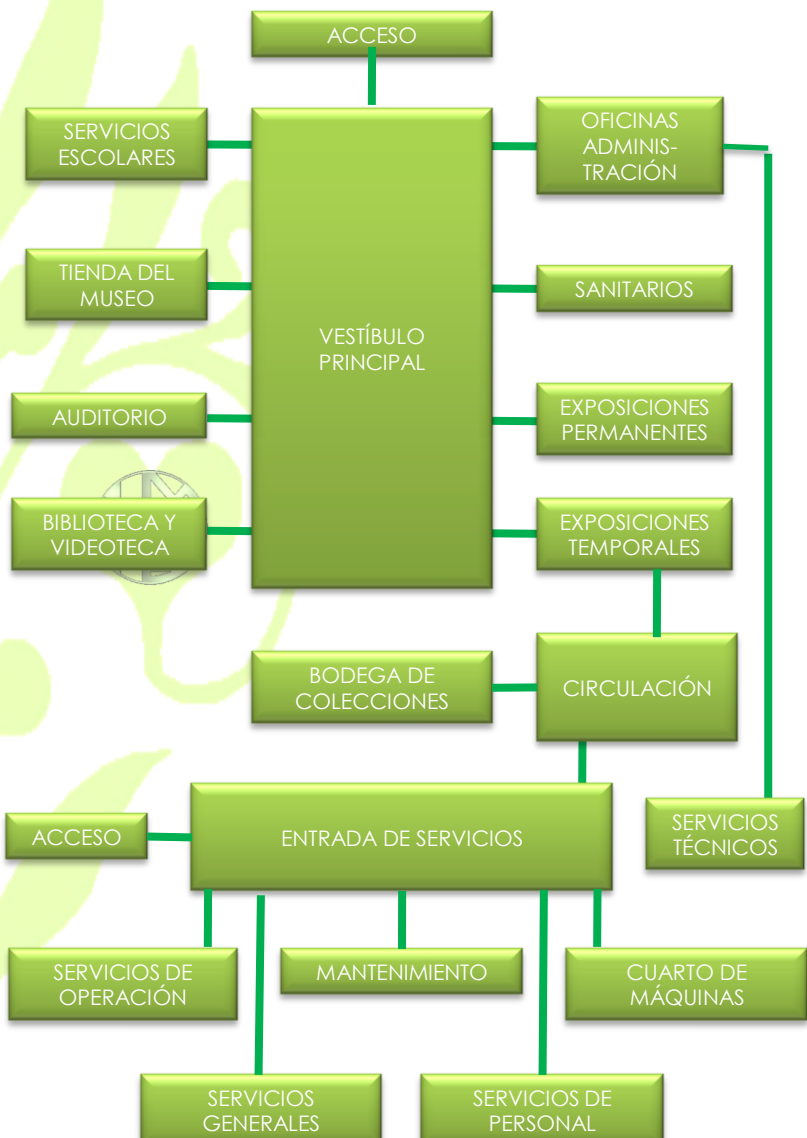 ACCESO
SERVICIOS
ESCOLARES
OFICINAS
ADMINIS-
TRACIÓN
TIENDA DEL
MUSEO
SANITARIOS
VESTÍBULO
PRINCIPAL
AUDITORIO
EXPOSICIONES
PERMANENTES
BIBLIOTECA Y
VIDEOTECA
EXPOSICIONES
TEMPORALES
BODEGA DE
COLECCIONES
CIRCULACIÓN
ACCESO
ENTRADA DE SERVICIOS
SERVICIOS
TÉCNICOS
SERVICIOS DE
OPERACIÓN
MANTENIMIENTO
CUARTO DE
MÁQUINAS
SERVICIOS
GENERALES
SERVICIOS DE
PERSONAL